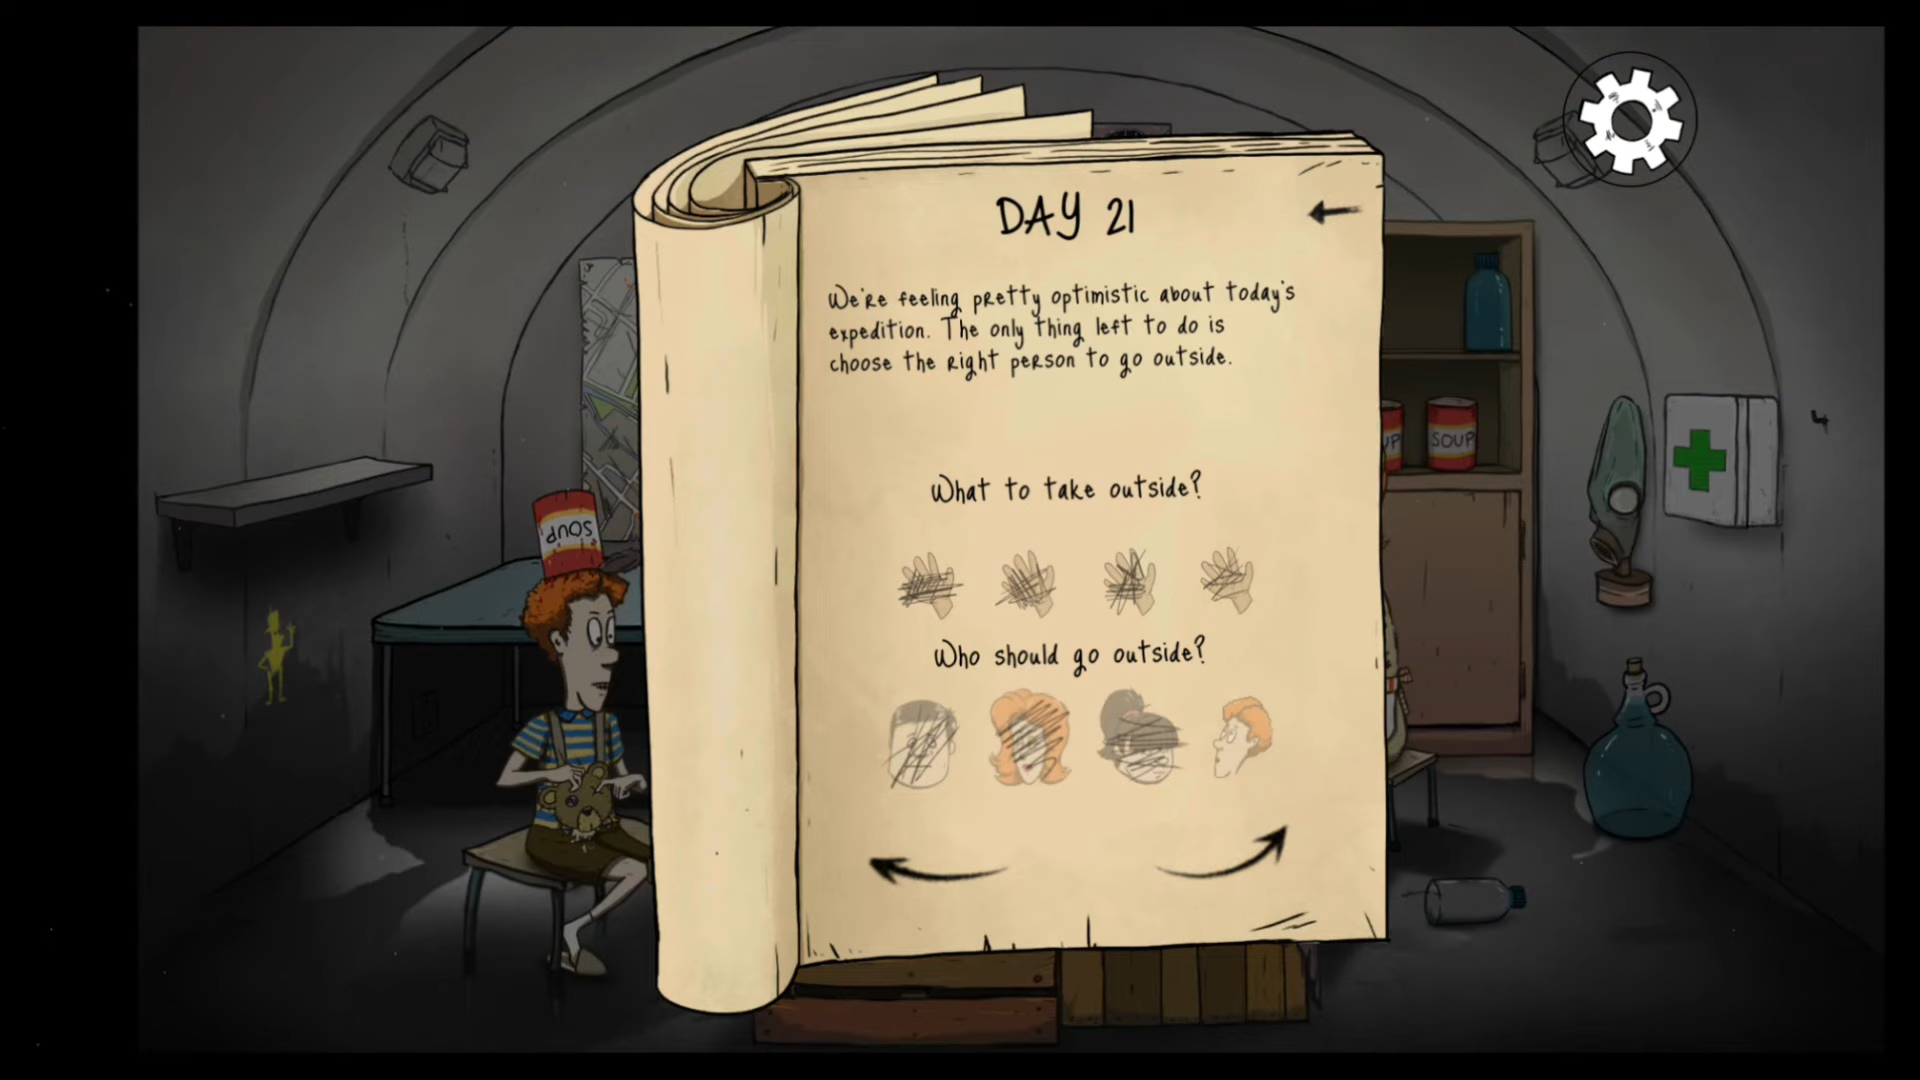 DAY 21
We're feeling pretty optimistic about today's
expedition. The only thing left to do is
choose the right person to go outside.
UP
SOUP
SOUP
What to take outside?
Who should go outside?